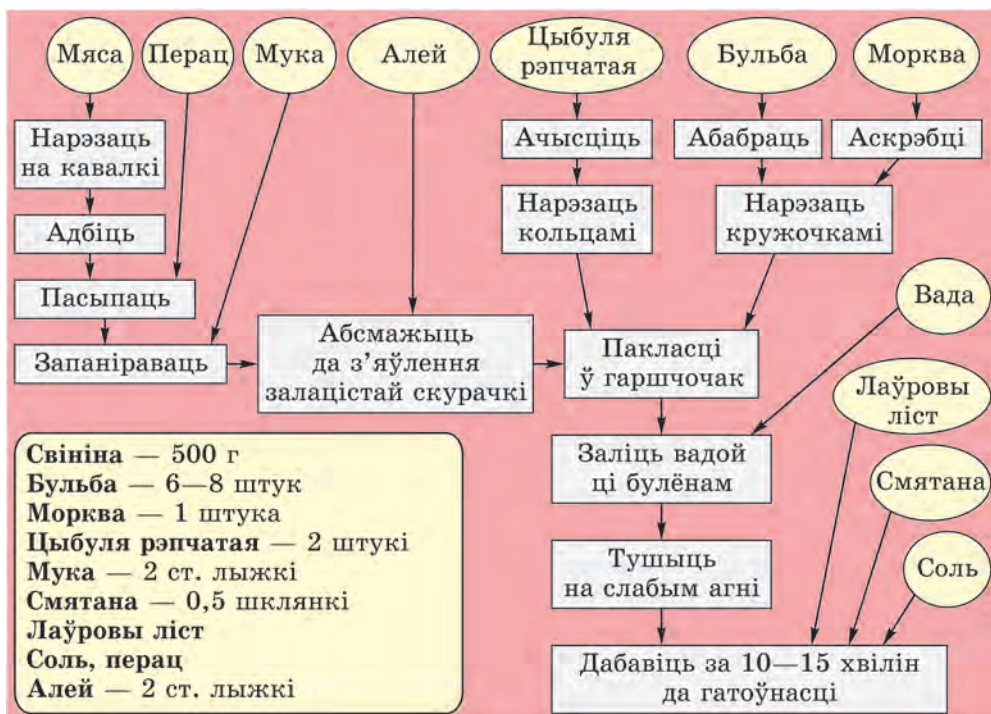 Мяса
Перац
Мука
Алей
Цыбуля
рэпчатая
Бульба
Морква
Нарэзаць
на кавалкі
Ачысціць
Абабраць
Аскрэбці
Адбіць
Нарэзаць
кольцамі
Нарэзаць
кружочкамі
Пасыпаць
Вада
Запаніраваць
Абсмажыць
да з'яўлення
залацістай скурачкі
Пакласці
ў гаршчочак
Лаўровы
ліст
Заліць вадой
ці булёнам
Смятана
Тушыць
на слабым агні
Соль
Дабавіць за 10—15 хвілін
да гатоўнасці
Свініна — 500 г
Бульба — 6—8 штук
Морква — 1 штука
Цыбуля рэпчатая — 2 штукі
Мука — 2 ст. лыжкі
Смятана — 0,5 шклянкі
Лаўровы ліст
Соль, перац
Алей — 2 ст. лыжкі